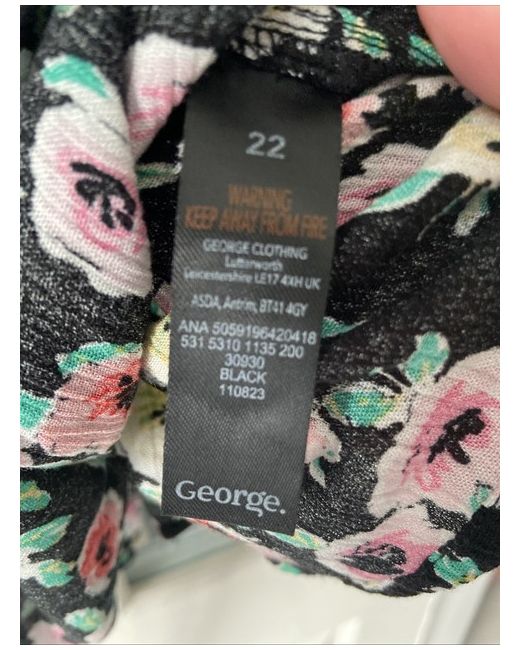 22
WARNING
KEEP AWAY FROM FIRE
GEORGE CLOTHING
Lutterworth
Leicestershire LE17 4XH UK
ASDA, Antrim, BT41 4GY
ANA 5059196420418
531 5310 1135 200
30930
BLACK
110823
George.